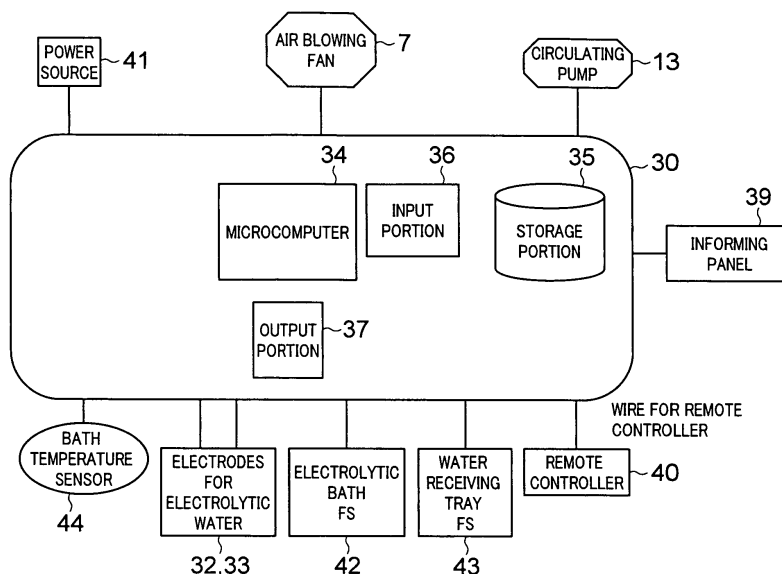 POWER
SOURCE
41
AIR BLOWING
FAN
7
CIRCULATING
PUMP
13
34
36
35
30
MICROCOMPUTER
INPUT
PORTION
STORAGE
PORTION
39
INFORMING
PANEL
OUTPUT
PORTION
37
WIRE FOR REMOTE
CONTROLLER
BATH
TEMPERATURE
SENSOR
44
ELECTRODES
FOR
ELECTROLYTIC
WATER
32,33
ELECTROLYTIC
BATH
FS
42
WATER
RECEIVING
TRAY
FS
43
REMOTE
CONTROLLER
40